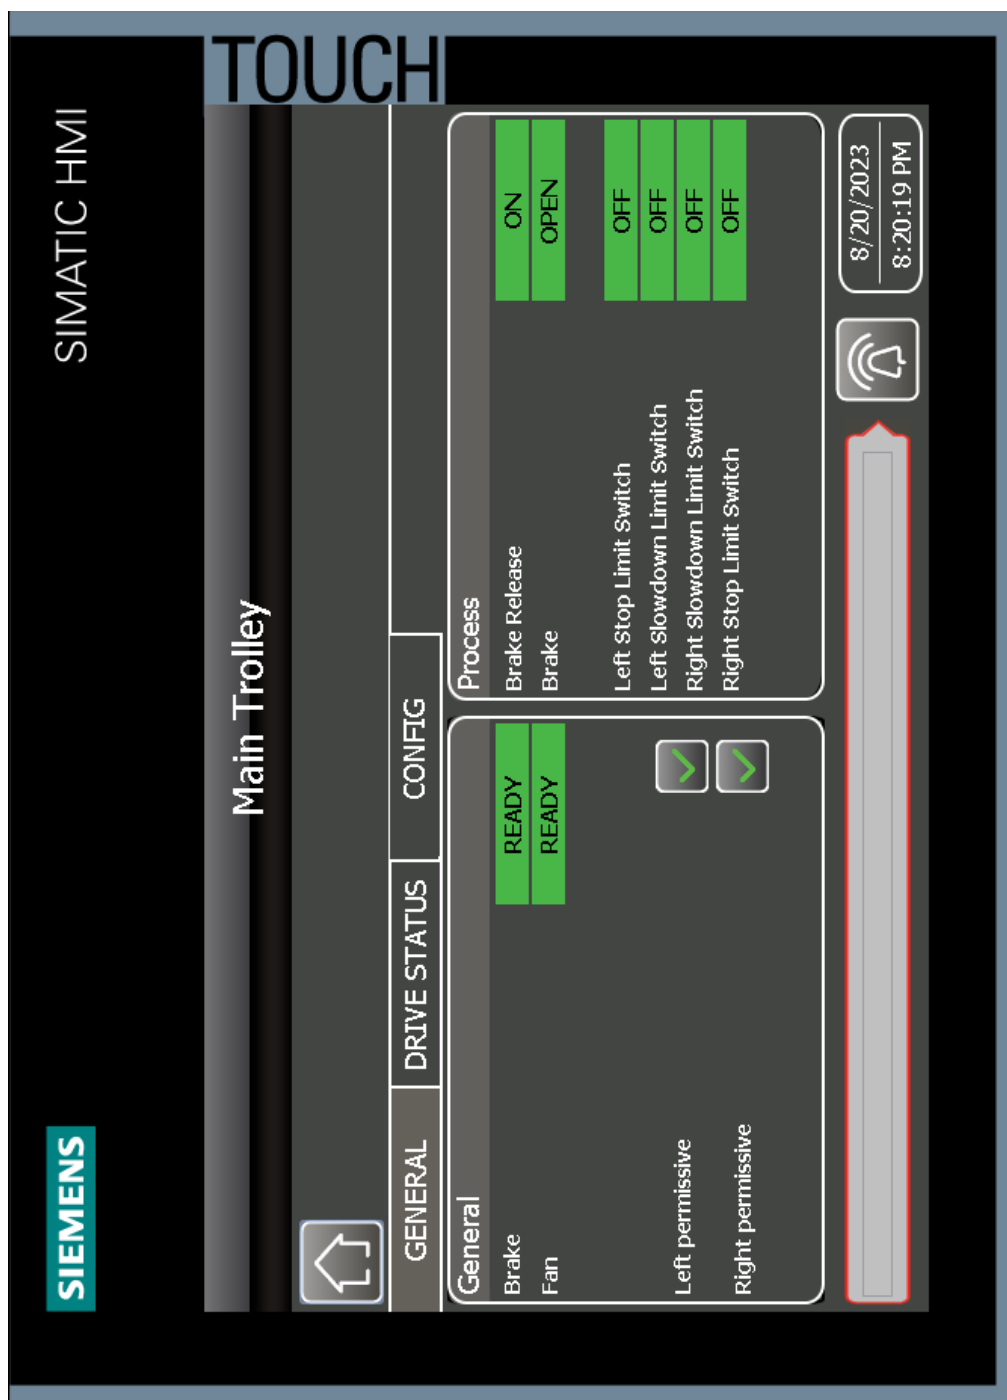 SIEMENS
SIMATIC HMI
TOUCH
Main Trolley
GENERAL
DRIVE STATUS
CONFIG
General
Brake READY
Fan READY
Left permissive
Right permissive
Process
Brake Release ON
Brake OPEN
Left Stop Limit Switch OFF
Left Slowdown Limit Switch OFF
Right Slowdown Limit Switch OFF
Right Stop Limit Switch OFF
8/20/2023
8:20:19 PM